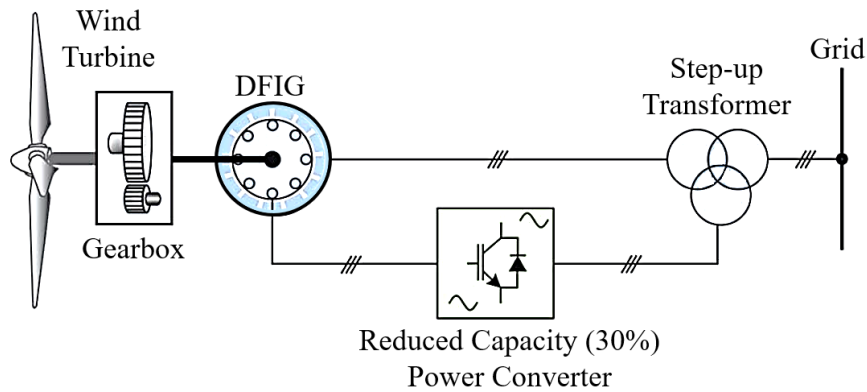 Wind
Turbine
DFIG
Step-up
Transformer
Grid
Gearbox
Reduced Capacity (30%)
Power Converter